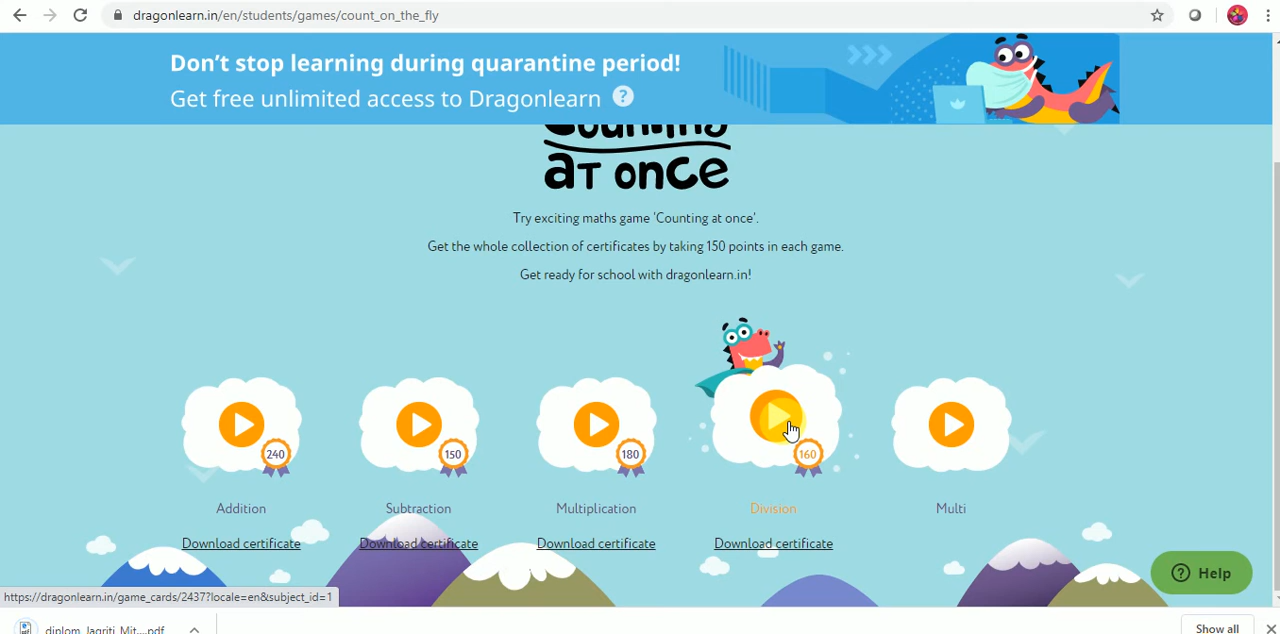 dragonlearn.in/en/students/games/count_on_the_fly
Don't stop learning during quarantine period!
Get free unlimited access to Dragonlearn ?
Counting
at once
Try exciting maths game 'Counting at once'.
Get the whole collection of certificates by taking 150 points in each game.
Get ready for school with dragonlearn.in!
240 150 180 160
Addition Subtraction Multiplication Division Multi
Download certificate Download certificate Download certificate Download certificate
? Help
https://dragonlearn.in/game_cards/2437?locale=en&subject_id=1
diplom_Jagriti_Mit....pdf Show all